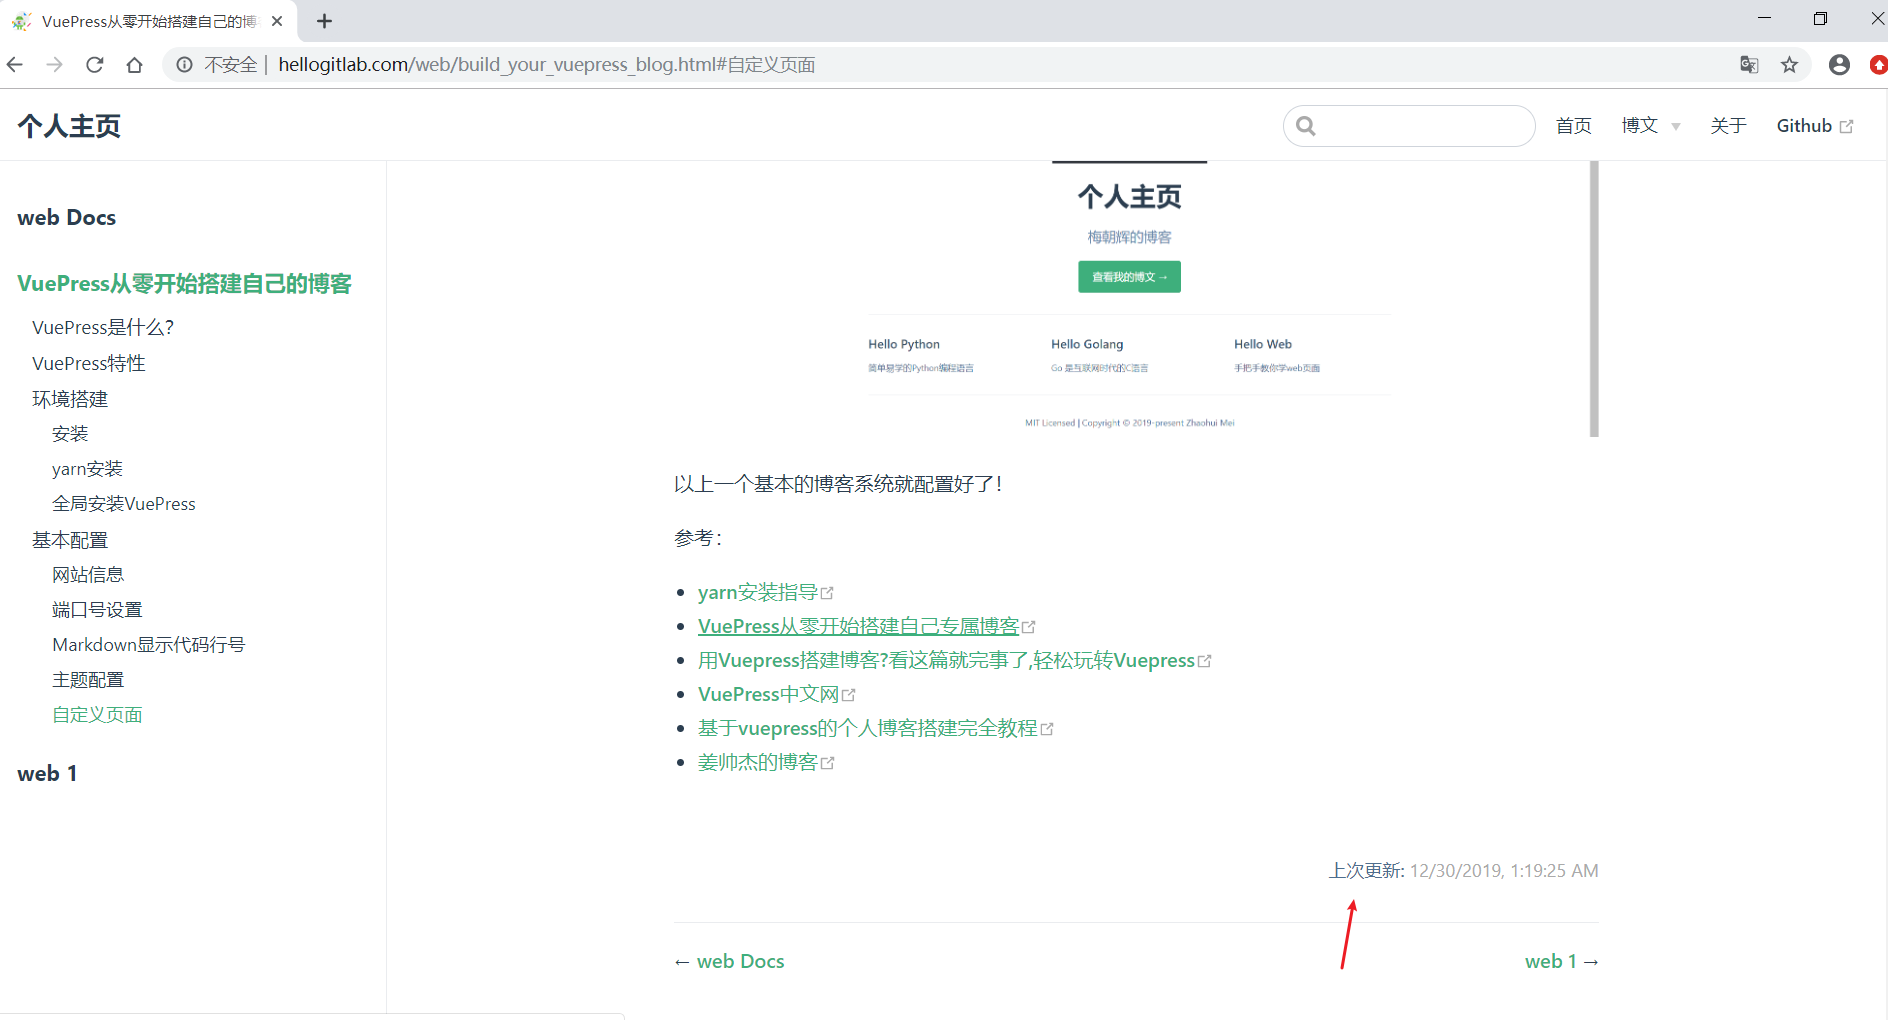 VuePress从零开始搭建自己的博
不安全 | hellogitlab.com/web/build_your_vuepress_blog.html#自定义页面
个人主页
首页 博文 关于 Github
web Docs
VuePress从零开始搭建自己的博客
VuePress是什么?
VuePress特性
环境搭建
安装
yarn安装
全局安装VuePress
基本配置
网站信息
端口号设置
Markdown显示代码行号
主题配置
自定义页面
web 1
个人主页
梅朝辉的博客
查看我的博文 →
Hello Python Hello Golang Hello Web
简单易学的Python编程语言 Go 是互联网时代的C语言 手把手教你学web页面
MIT Licensed | Copyright © 2019-present Zhaohui Mei
以上一个基本的博客系统就配置好了!
参考:
• yarn安装指导
• VuePress从零开始搭建自己专属博客
• 用Vuepress搭建博客?看这篇就完事了,轻松玩转Vuepress
• VuePress中文网
• 基于vuepress的个人博客搭建完全教程
• 姜帅杰的博客
上次更新: 12/30/2019, 1:19:25 AM
← web Docs
web 1 →